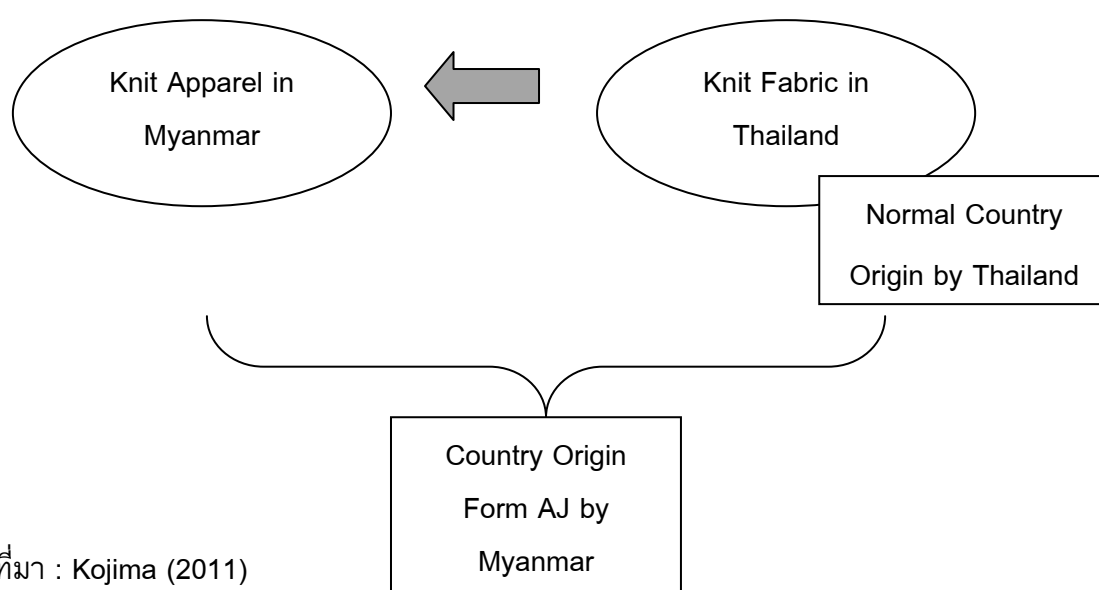 Knit Apparel in
Myanmar
Knit Fabric in
Thailand
Normal Country
Origin by Thailand
Country Origin
Form AJ by
Myanmar
ที่มา : Kojima (2011)